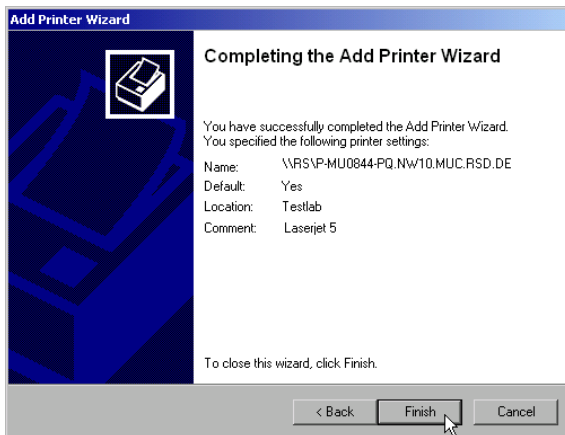 Add Printer Wizard
Completing the Add Printer Wizard
You have successfully completed the Add Printer Wizard.
You specified the following printer settings:
Name: \\RS\P-MU0844-PQ.NW10.MUC.RSD.DE
Default: Yes
Location: Testlab
Comment: Laserjet 5
To close this wizard, click Finish.
< Back Finish Cancel